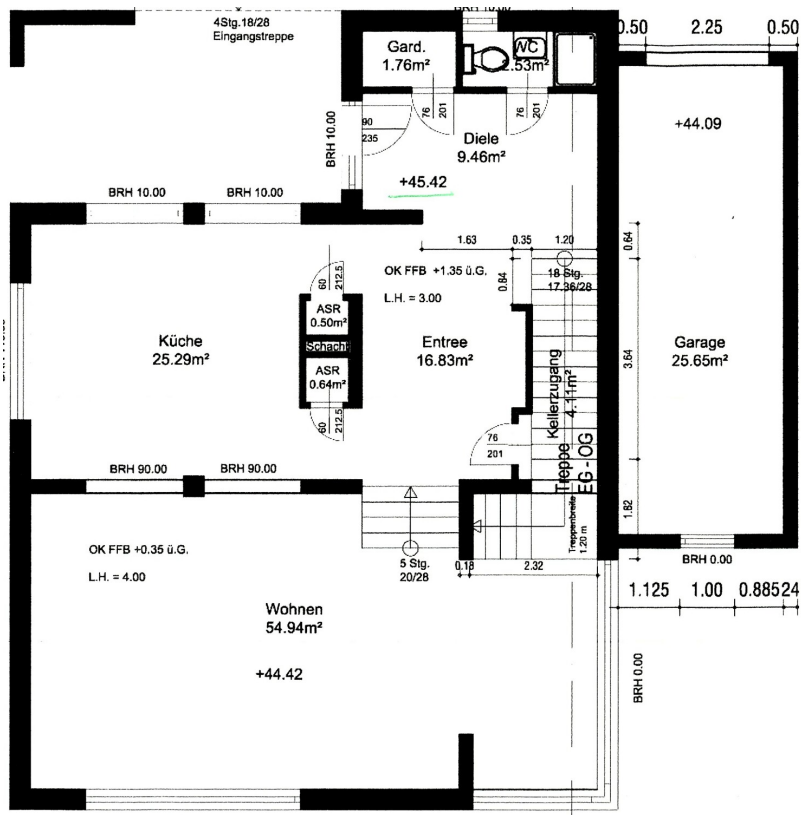 4Stg.18/28
Eingangstreppe
0.50
2.25
0.50
Gard.
1.76m²
WC
2.53m²
76
201
76
201
90
235
BRH 10.00
Diele
9.46m²
+45.42
+44.09
BRH 10.00
BRH 10.00
1.63
0.35
1.20
0.64
OK FFB +1.35 ü.G.
L.H. = 3.00
0.84
18 Stg.
17.36/28
60
212.5
ASR
0.50m²
Schacht
ASR
0.64m²
60
212.5
Küche
25.29m²
Entree
16.83m²
Garage
25.65m²
3.64
Kellerzugang
4.11m²
Treppe
EG - OG
76
201
BRH 90.00
BRH 90.00
1.62
Treppenbreite
1.20 m
OK FFB +0.35 ü.G.
L.H. = 4.00
5 Stg.
20/28
0.18
2.32
BRH 0.00
1.125
1.00
0.885
24
Wohnen
54.94m²
+44.42
BRH 0.00